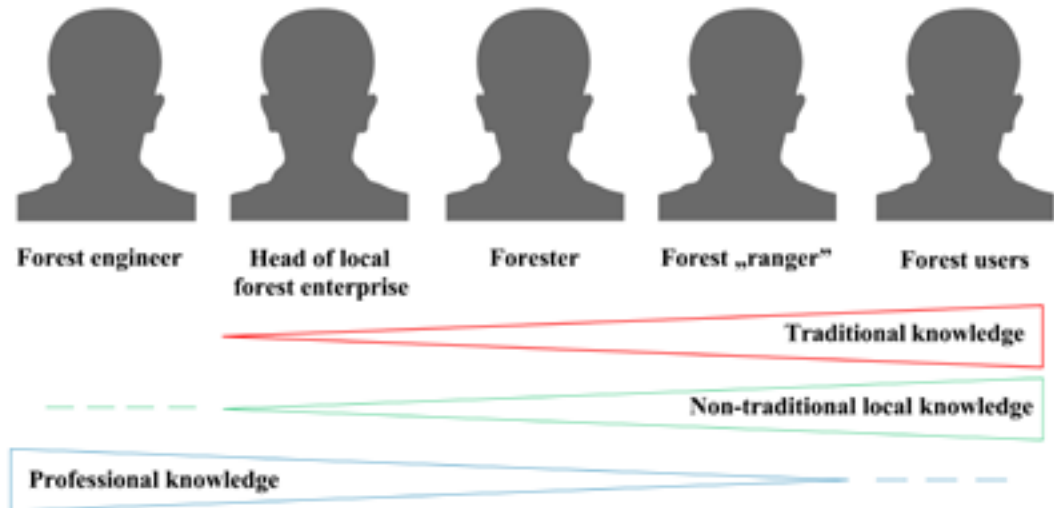 Forest engineer
Head of local
forest enterprise
Forester
Forest „ranger”
Forest users
Traditional knowledge
Non-traditional local knowledge
Professional knowledge